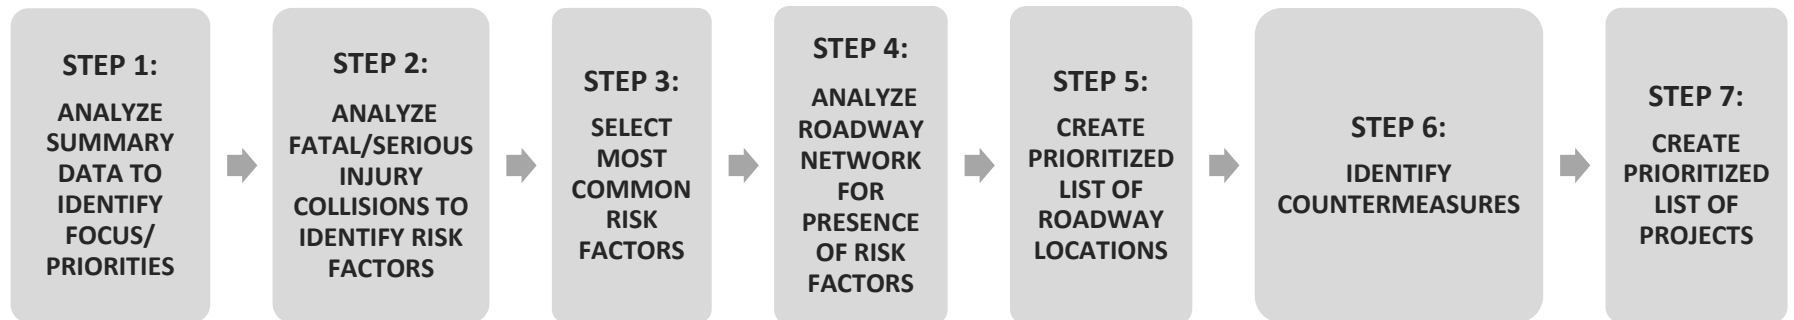 STEP 1:
ANALYZE
SUMMARY
DATA TO
IDENTIFY
FOCUS/
PRIORITIES
STEP 2:
ANALYZE
FATAL/SERIOUS
INJURY
COLLISIONS TO
IDENTIFY RISK
FACTORS
STEP 3:
SELECT
MOST
COMMON
RISK
FACTORS
STEP 4:
ANALYZE
ROADWAY
NETWORK
FOR
PRESENCE
OF RISK
FACTORS
STEP 5:
CREATE
PRIORITIZED
LIST OF
ROADWAY
LOCATIONS
STEP 6:
IDENTIFY
COUNTERMEASURES
STEP 7:
CREATE
PRIORITIZED
LIST OF
PROJECTS